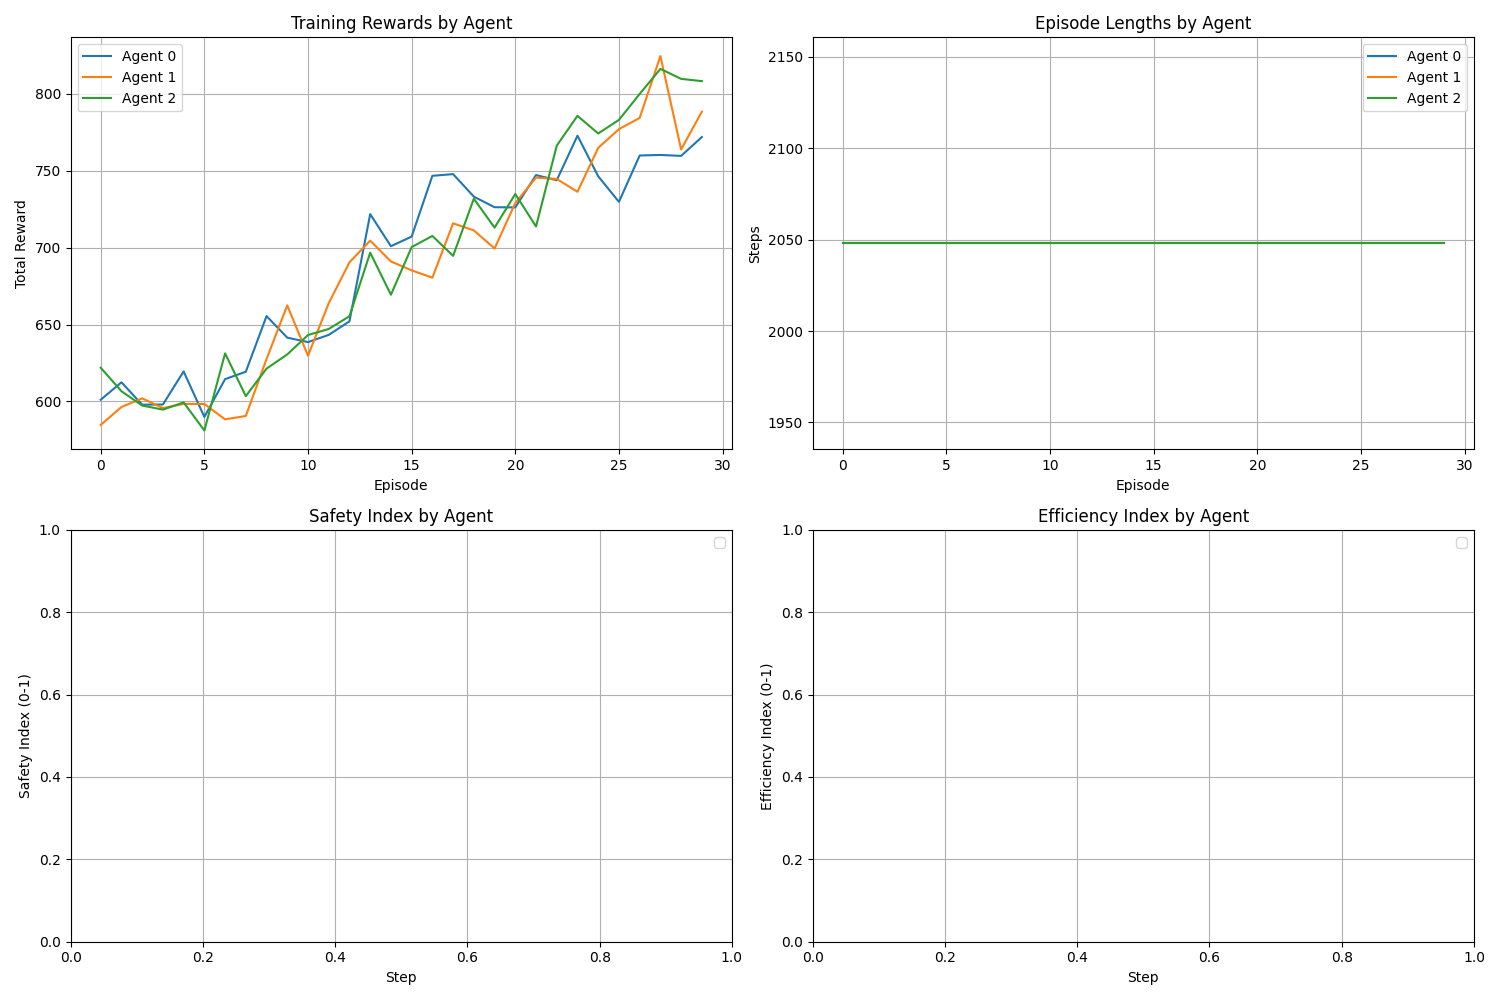 Training Rewards by Agent
Agent 0
Agent 1
Agent 2
Total Reward
800
750
700
650
600
0 5 10 15 20 25 30
Episode
Episode Lengths by Agent
Agent 0
Agent 1
Agent 2
Steps
2150
2100
2050
2000
1950
0 5 10 15 20 25 30
Episode
Safety Index by Agent
Safety Index (0-1)
1.0
0.8
0.6
0.4
0.2
0.0
0.0 0.2 0.4 0.6 0.8 1.0
Step
Efficiency Index by Agent
Efficiency Index (0-1)
1.0
0.8
0.6
0.4
0.2
0.0
0.0 0.2 0.4 0.6 0.8 1.0
Step